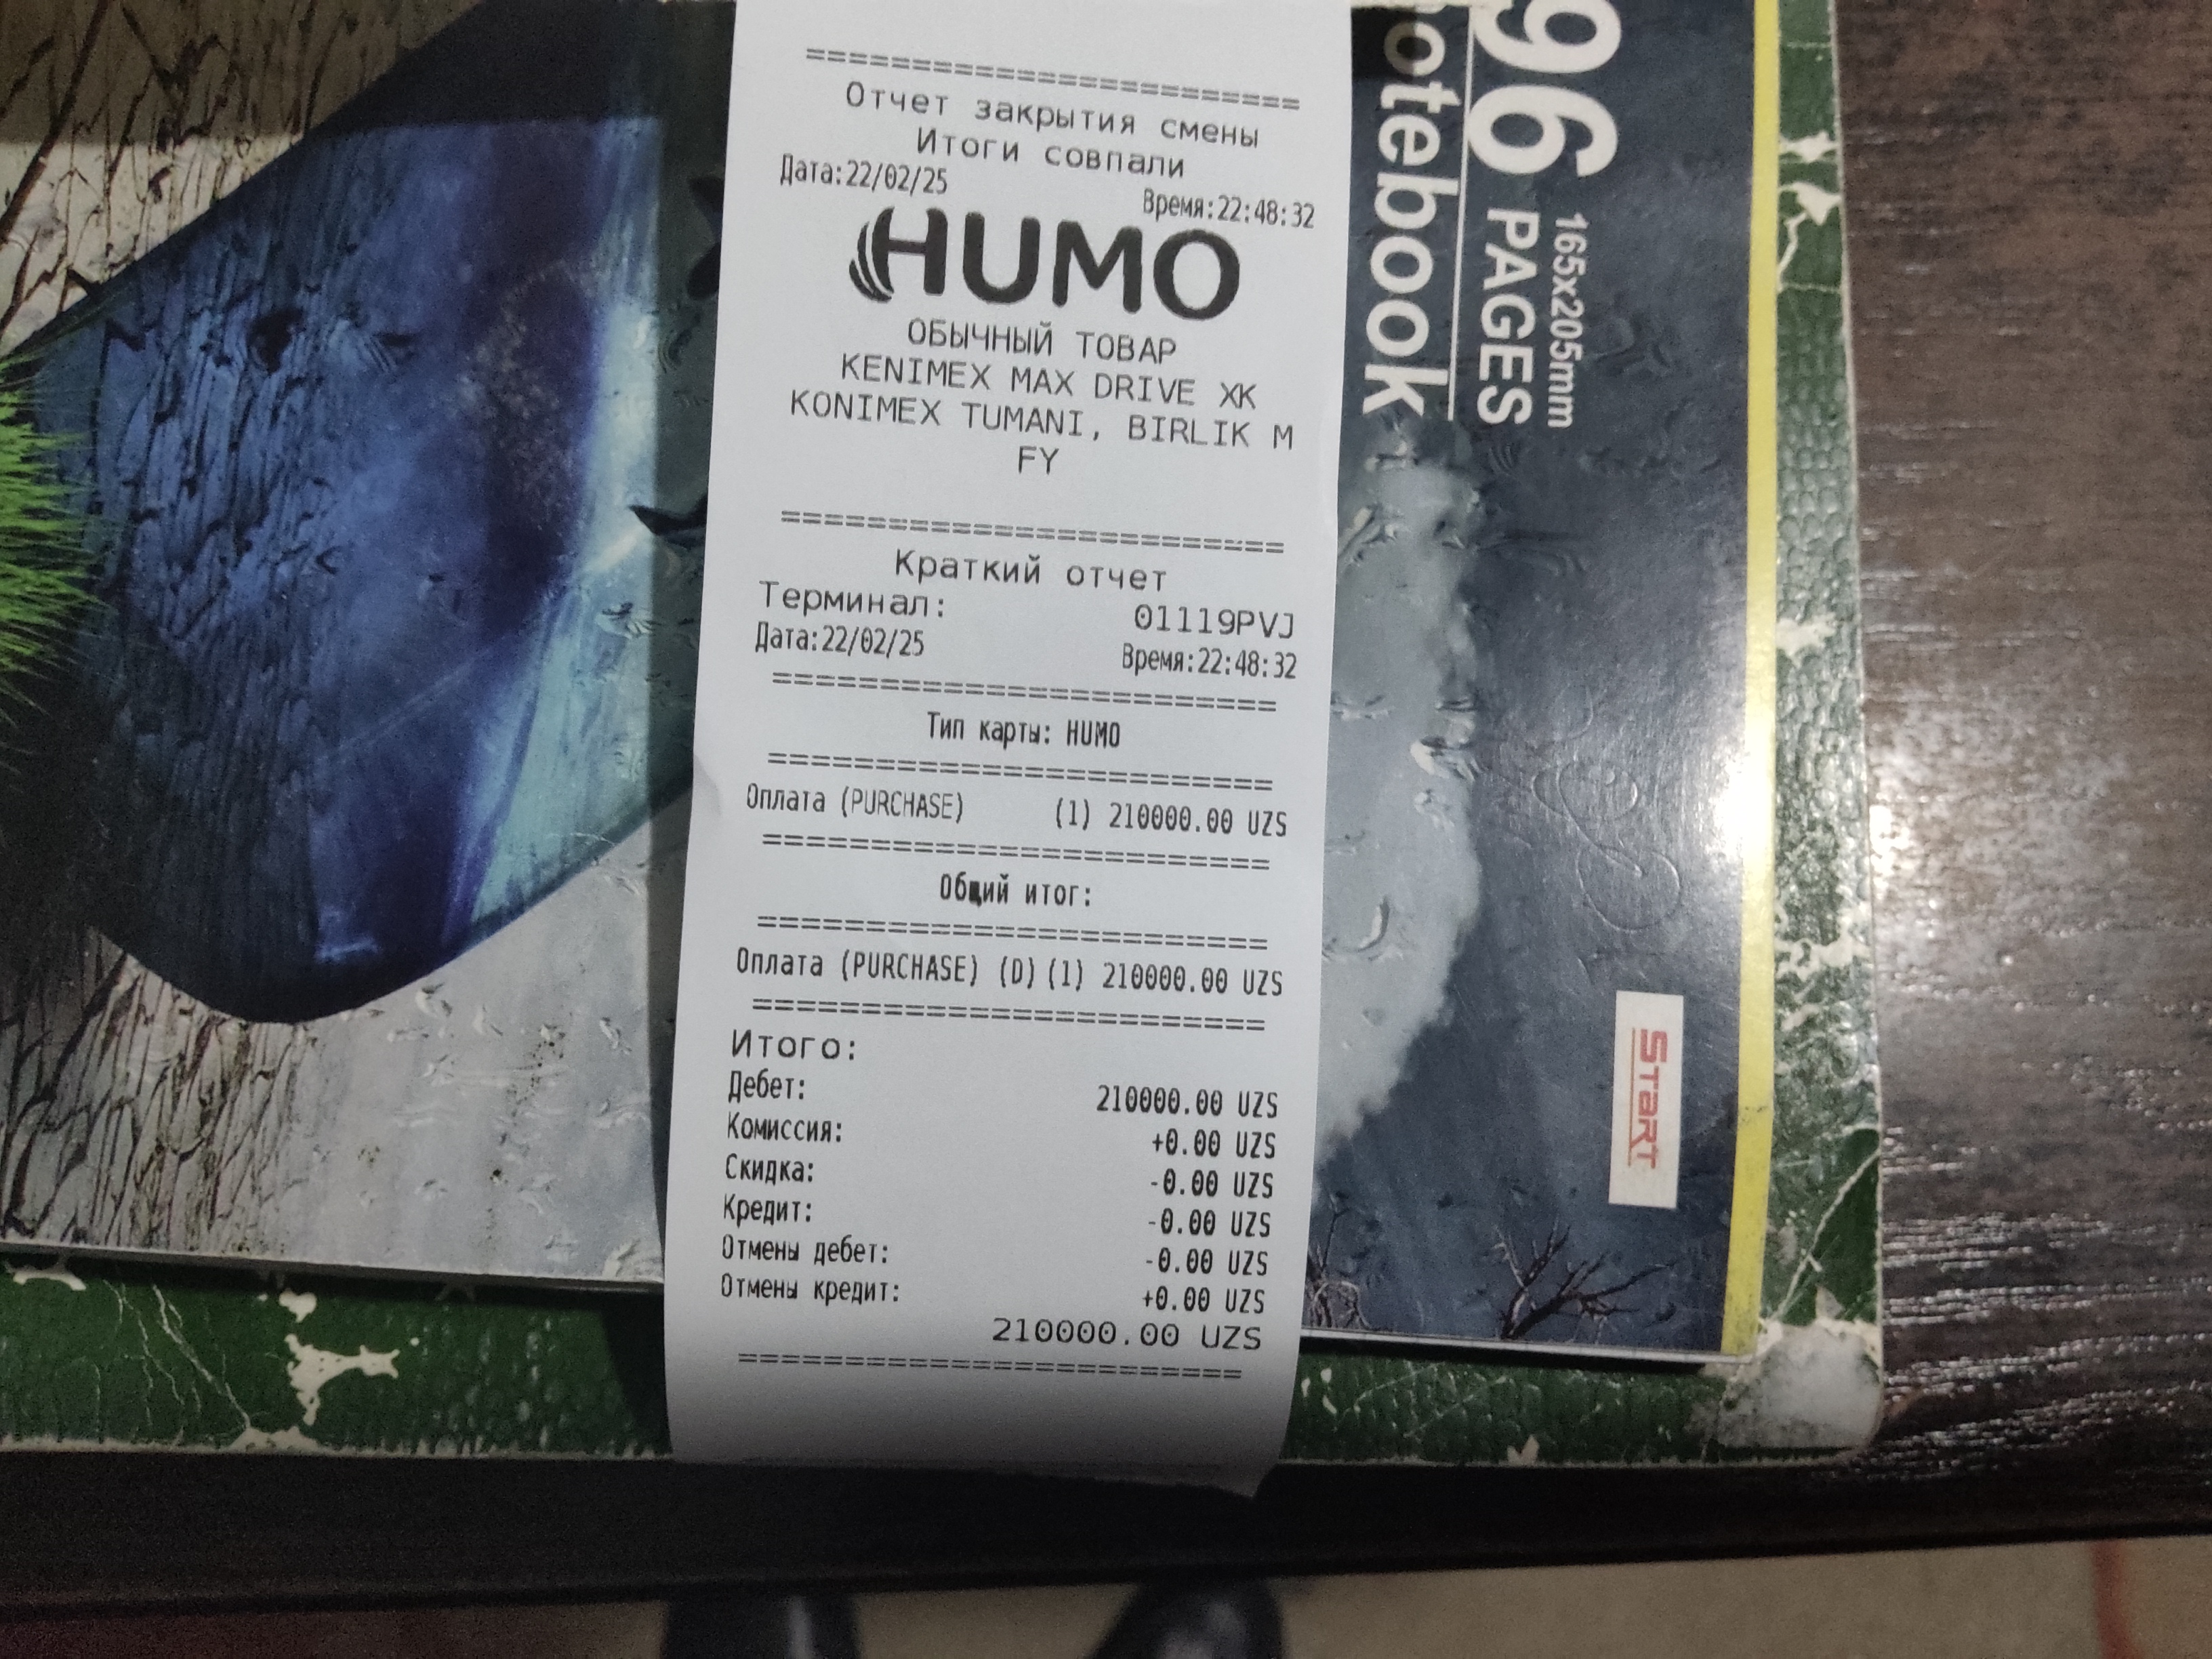 ========================
Отчет закрытия смены
Итоги совпали
Дата:22/02/25 Время:22:48:32
HUMO
ОБЫЧНЫЙ ТОВАР
KENIMEX MAX DRIVE XK
KONIMEX TUMANI, BIRLIK M
FY
========================
Краткий отчет
Терминал: 01119PVJ
Дата:22/02/25 Время:22:48:32
========================
Тип карты: HUMO
========================
Оплата (PURCHASE) (1) 210000.00 UZS
========================
Общий итог:
========================
Оплата (PURCHASE) (D)(1) 210000.00 UZS
========================
Итого:
Дебет: 210000.00 UZS
Комиссия: +0.00 UZS
Скидка: -0.00 UZS
Кредит: -0.00 UZS
Отмены дебет: -0.00 UZS
Отмены кредит: +0.00 UZS
210000.00 UZS
========================
96 PAGES
165x205mm
START